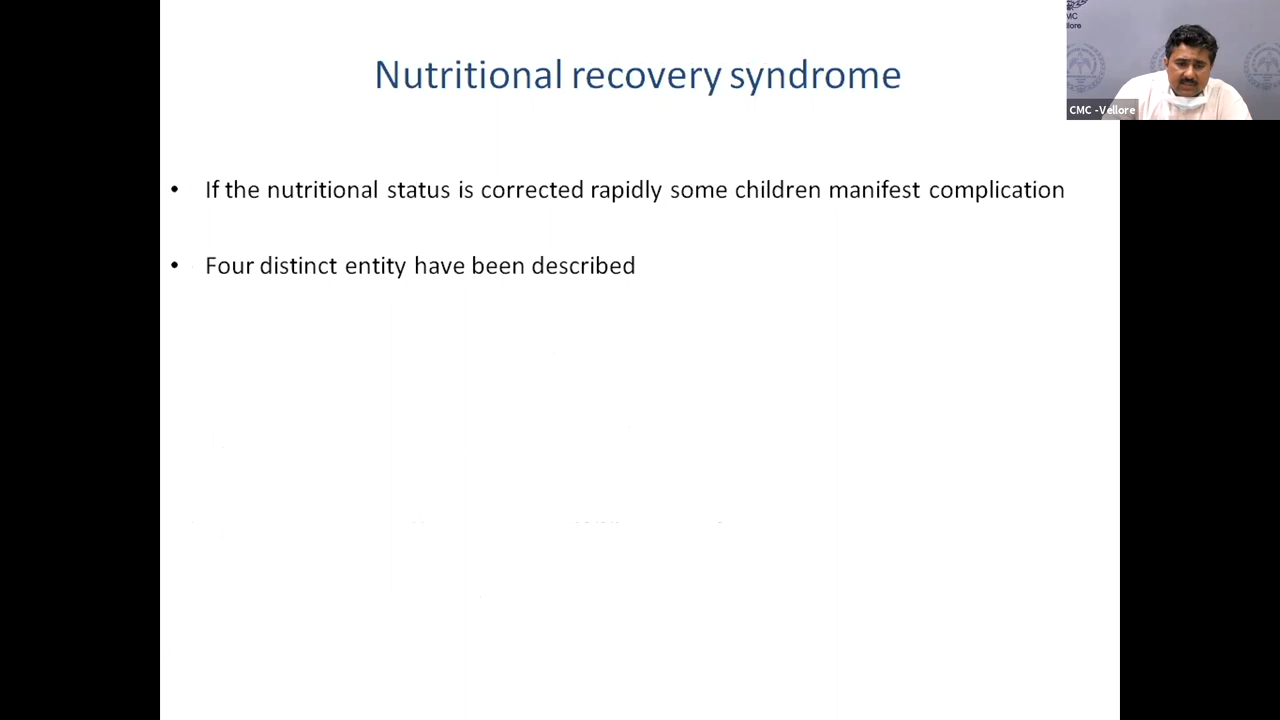 Nutritional recovery syndrome
• If the nutritional status is corrected rapidly some children manifest complication
• Four distinct entity have been described
CMC -Vellore